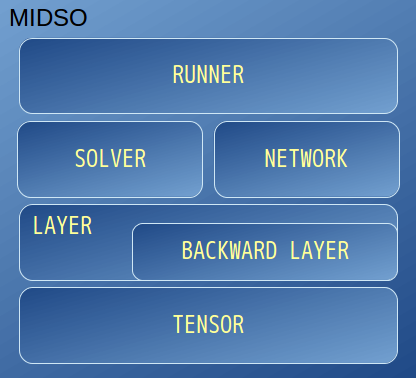 MIDSO
RUNNER
SOLVER
NETWORK
LAYER
BACKWARD LAYER
TENSOR